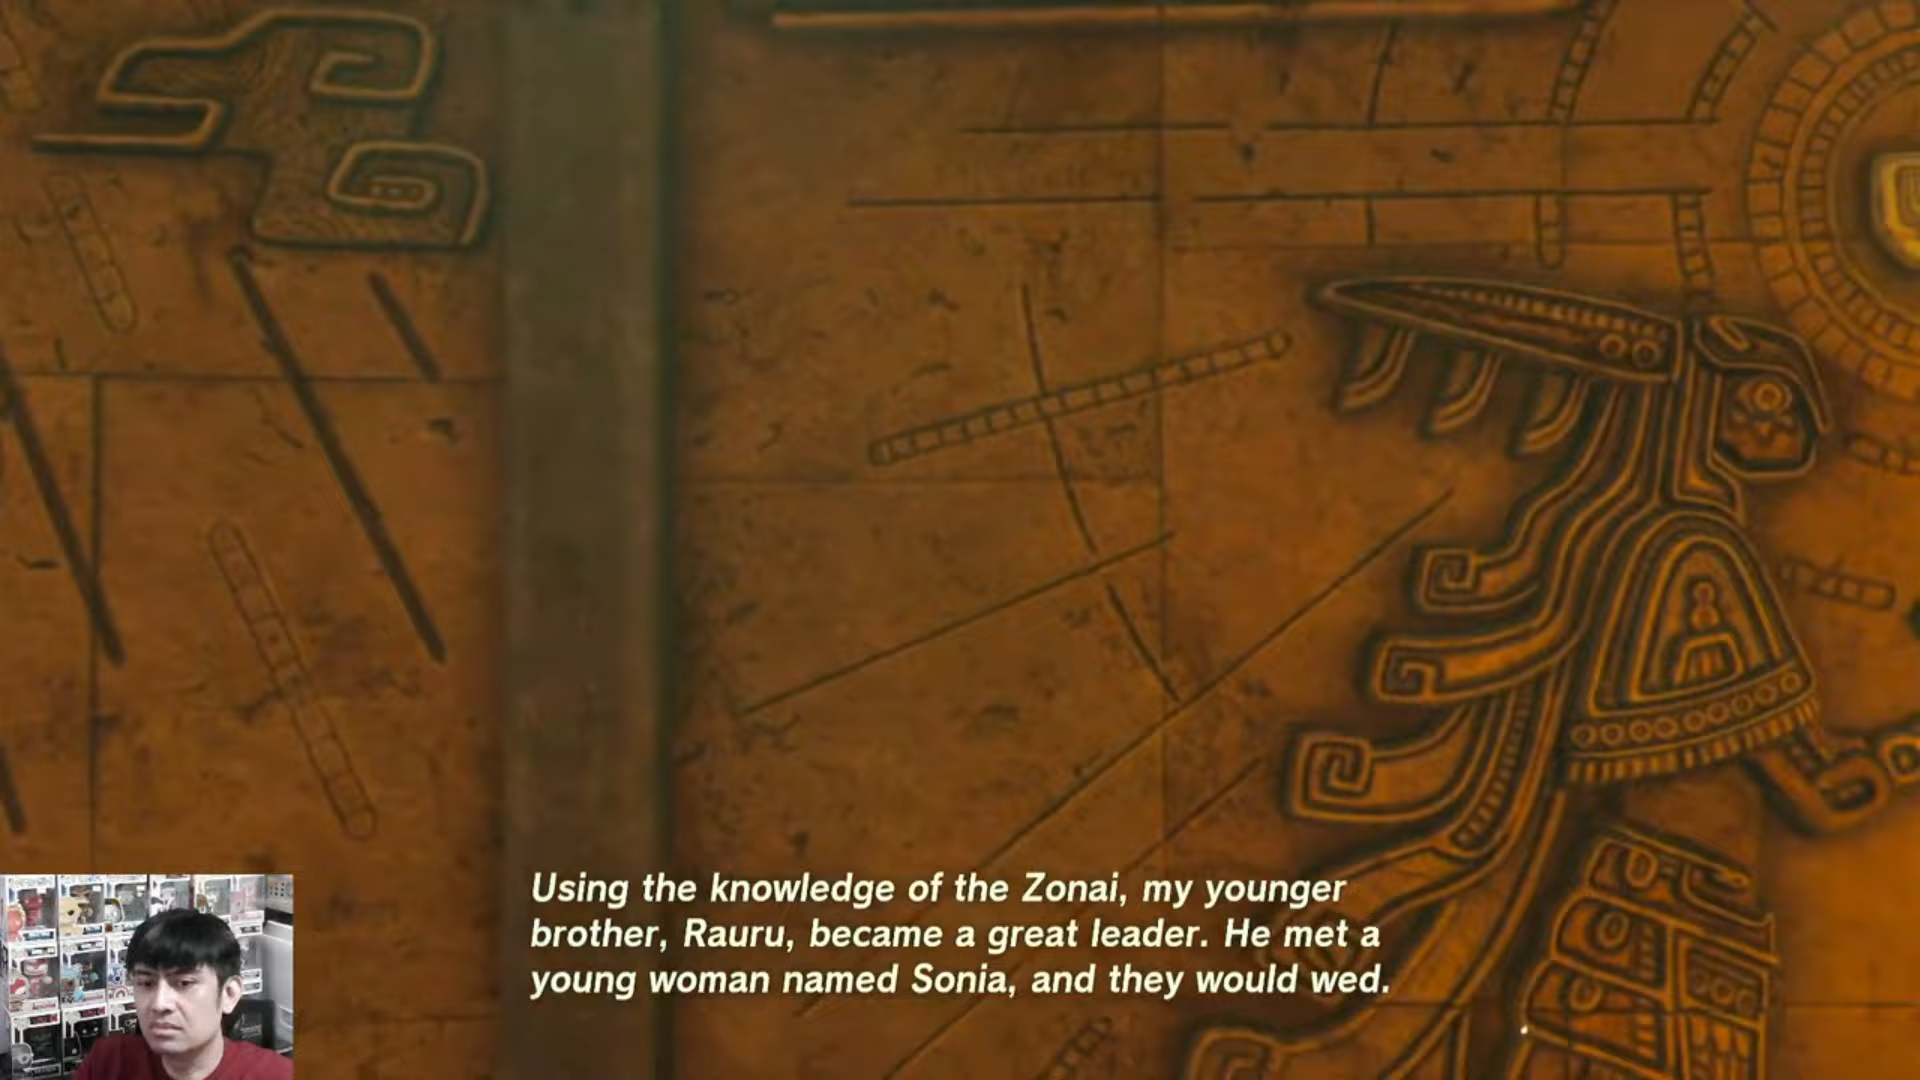 Using the knowledge of the Zonai, my younger
brother, Rauru, became a great leader. He met a
young woman named Sonia, and they would wed.